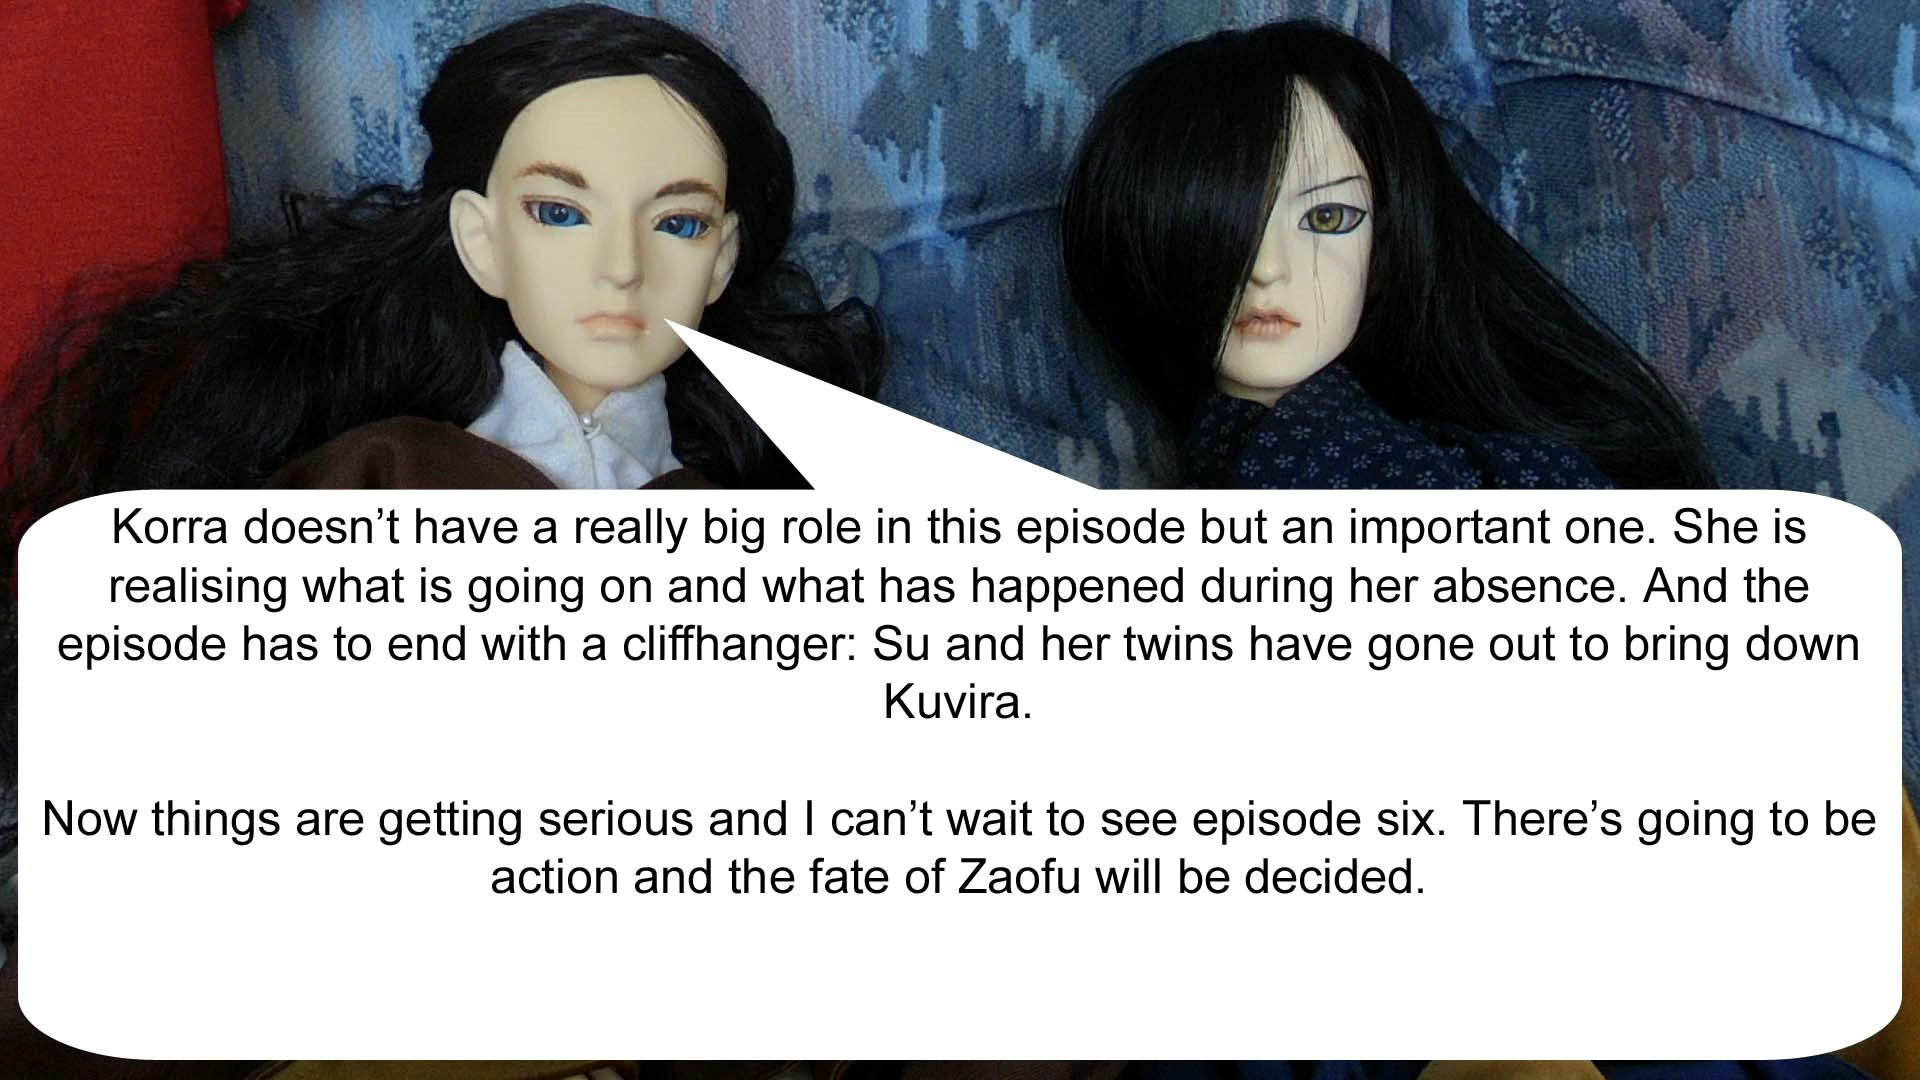 Korra doesn’t have a really big role in this episode but an important one. She is
realising what is going on and what has happened during her absence. And the
episode has to end with a cliffhanger: Su and her twins have gone out to bring down
Kuvira.
Now things are getting serious and I can’t wait to see episode six. There’s going to be
action and the fate of Zaofu will be decided.